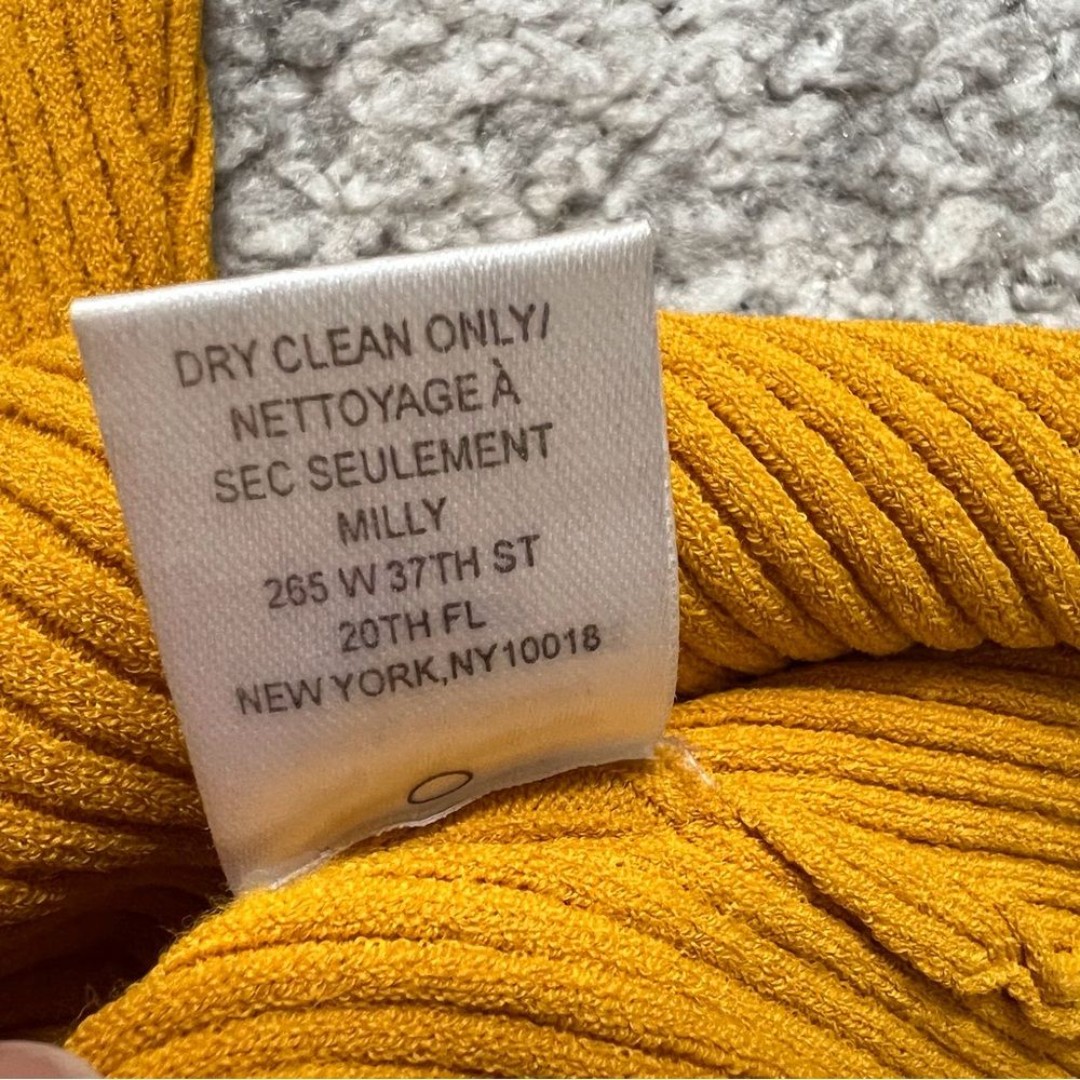 DRY CLEAN ONLY/
NETTOYAGE À
SEC SEULEMENT
MILLY
265 W 37TH ST
20TH FL
NEW YORK,NY10018